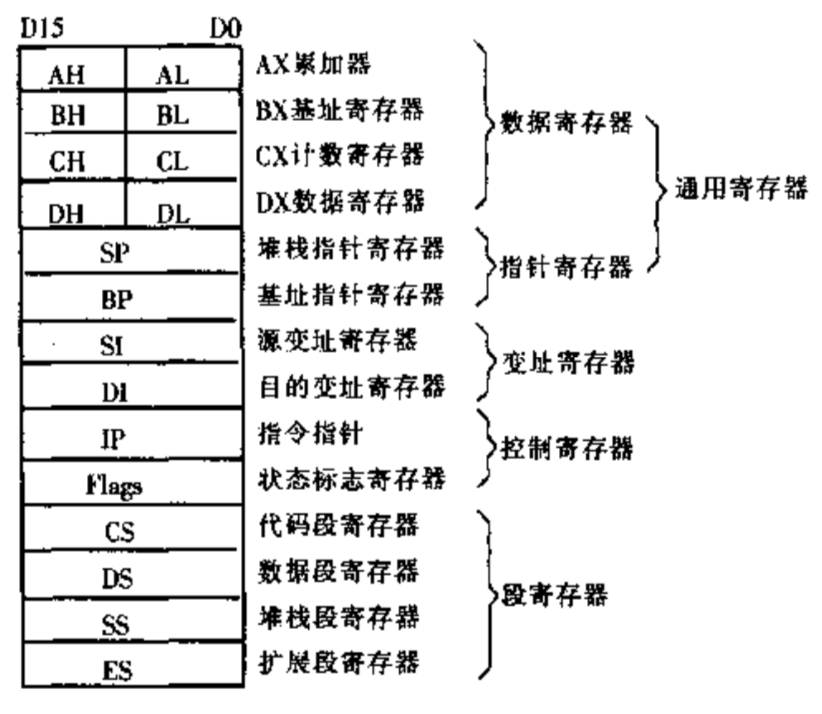 D15 D0
AH AL AX累加器
BH BL BX基址寄存器
数据寄存器
CH CL CX计数寄存器
通用寄存器
DH DL DX数据寄存器
SP 堆栈指针寄存器
指针寄存器
BP 基址指针寄存器
SI 源变址寄存器
变址寄存器
DI 目的变址寄存器
IP 指令指针
控制寄存器
Flags 状态标志寄存器
CS 代码段寄存器
DS 数据段寄存器
段寄存器
SS 堆栈段寄存器
ES 扩展段寄存器